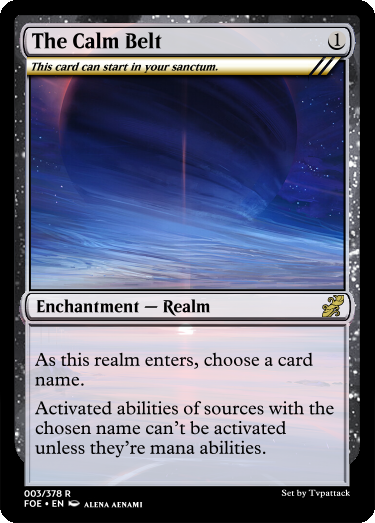 The Calm Belt 1
This card can start in your sanctum.
Enchantment — Realm
As this realm enters, choose a card
name.
Activated abilities of sources with the
chosen name can't be activated
unless they're mana abilities.
003/378 R
FOE • EN ALENA AENAMI
Set by Tvpattack